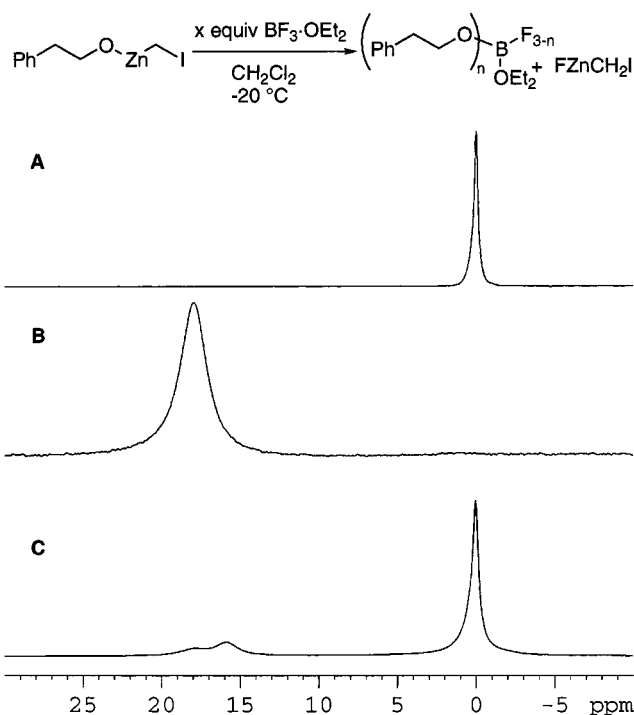 Ph O Zn I
x equiv BF₃·OEt₂
CH₂Cl₂
-20 °C
( Ph O )ₙ B F₃₋ₙ
OEt₂
+ FZnCH₂I
A
B
C
25 20 15 10 5 0 -5 ppm